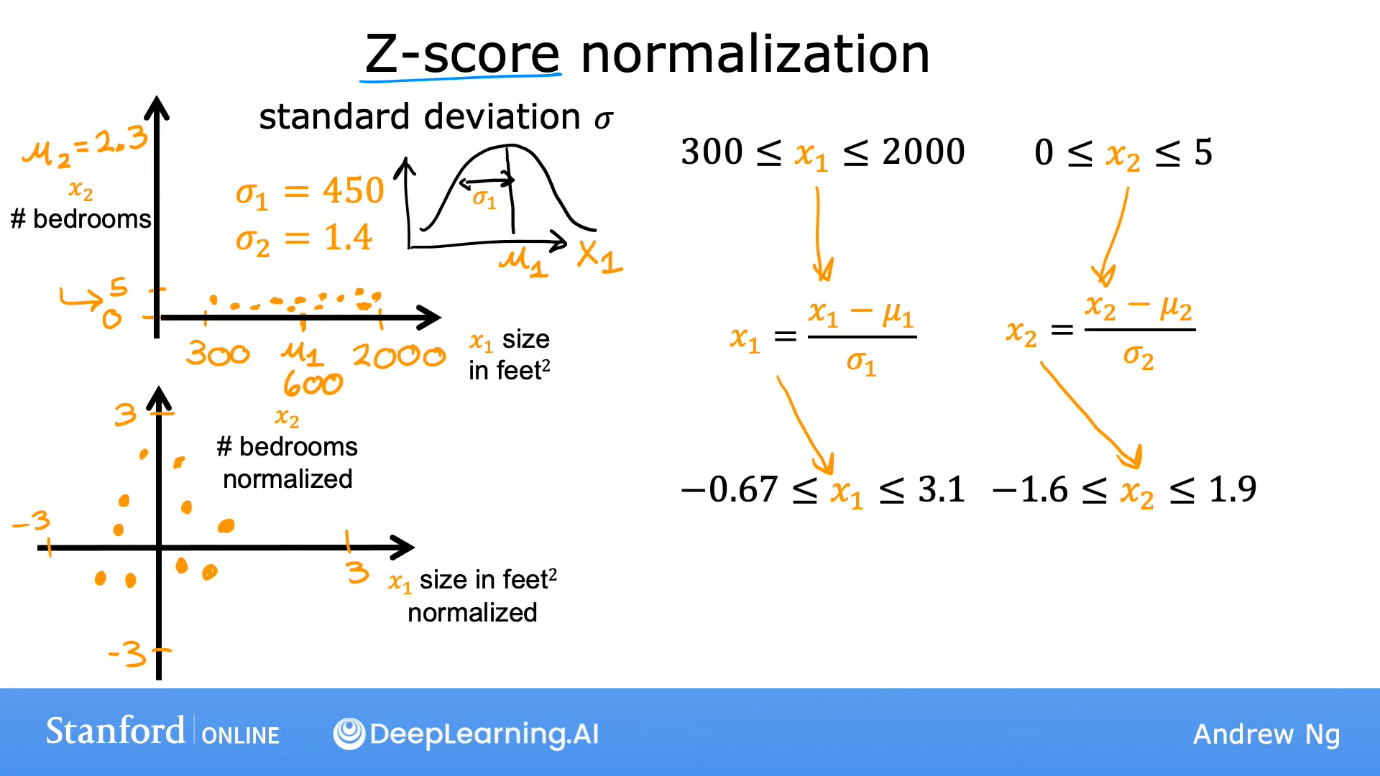 Z-score normalization
standard deviation σ
μ₂ = 2.3
x₂
# bedrooms
σ₁ = 450
σ₂ = 1.4
σ₁
μ₁
X₁
5
0
300
μ₁
600
2000
x₁ size
in feet²
300 ≤ x₁ ≤ 2000
0 ≤ x₂ ≤ 5
x₁ = (x₁ − μ₁) / σ₁
x₂ = (x₂ − μ₂) / σ₂
−0.67 ≤ x₁ ≤ 3.1
−1.6 ≤ x₂ ≤ 1.9
3
x₂
# bedrooms
normalized
-3
3
x₁ size in feet²
normalized
-3
Stanford ONLINE
DeepLearning.AI
Andrew Ng